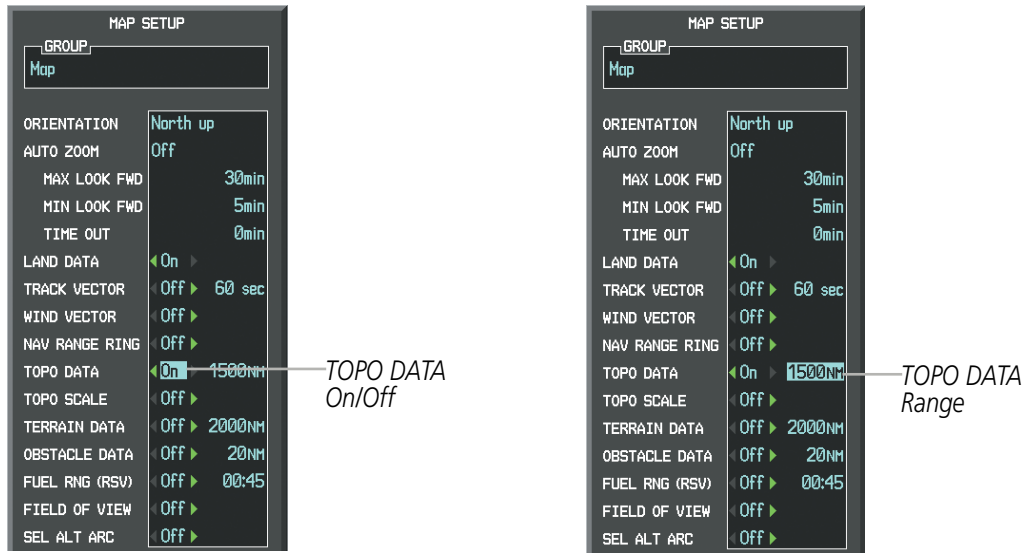 MAP SETUP
GROUP
Map
ORIENTATION North up
AUTO ZOOM Off
MAX LOOK FWD 30min
MIN LOOK FWD 5min
TIME OUT 0min
LAND DATA On
TRACK VECTOR Off 60 sec
WIND VECTOR Off
NAV RANGE RING Off
TOPO DATA On 1500NM
TOPO SCALE Off
TERRAIN DATA Off 2000NM
OBSTACLE DATA Off 20NM
FUEL RNG (RSV) Off 00:45
FIELD OF VIEW Off
SEL ALT ARC Off
TOPO DATA
On/Off
MAP SETUP
GROUP
Map
ORIENTATION North up
AUTO ZOOM Off
MAX LOOK FWD 30min
MIN LOOK FWD 5min
TIME OUT 0min
LAND DATA On
TRACK VECTOR Off 60 sec
WIND VECTOR Off
NAV RANGE RING Off
TOPO DATA On 1500NM
TOPO SCALE Off
TERRAIN DATA Off 2000NM
OBSTACLE DATA Off 20NM
FUEL RNG (RSV) Off 00:45
FIELD OF VIEW Off
SEL ALT ARC Off
TOPO DATA
Range